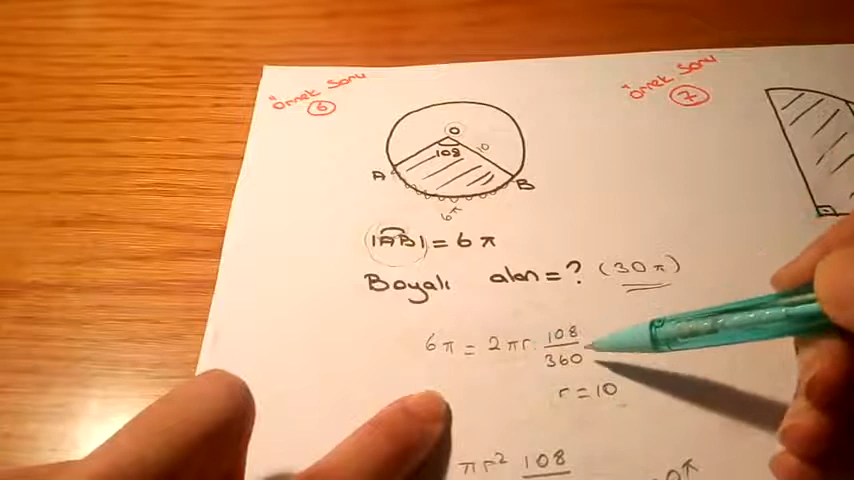 "Örnek Soru
6
"Örnek Soru
7
O
10
108
A
B
6π
|AB| = 6π
Boyalı alan = ? (30π)
6π = 2πr. 108/360
r = 10
πr² 108